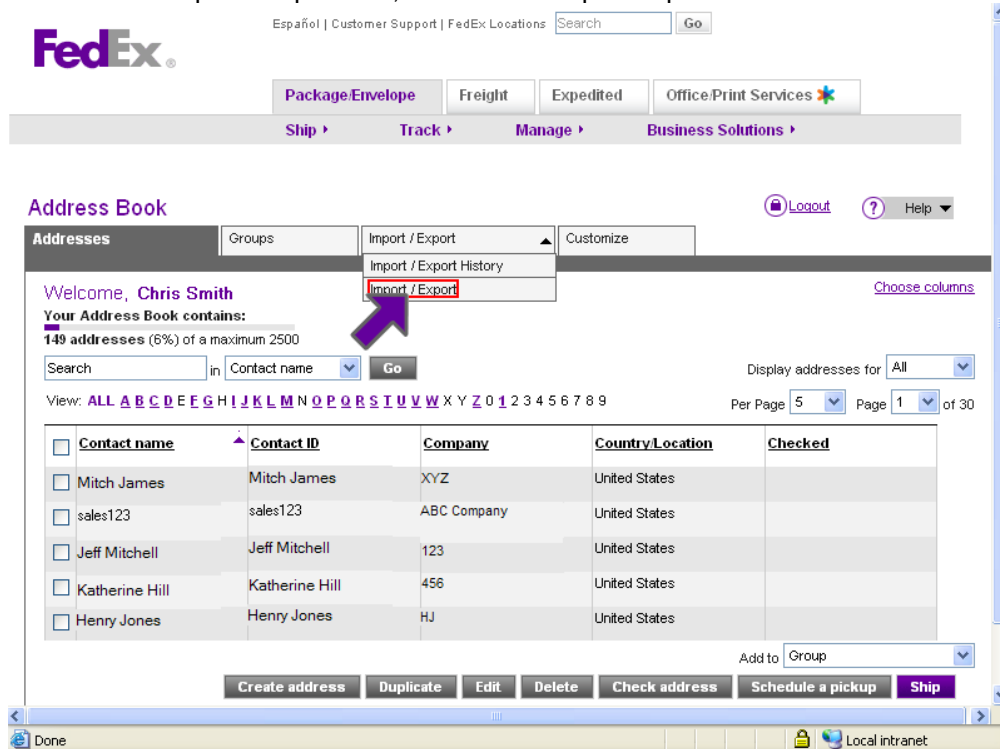 Español | Customer Support | FedEx Locations Search Go
FedEx®
Package/Envelope Freight Expedited Office/Print Services
Ship Track Manage Business Solutions
Address Book Logout ? Help
Addresses Groups Import / Export Customize
Import / Export History
Import / Export
Welcome, Chris Smith Choose columns
Your Address Book contains:
149 addresses (6%) of a maximum 2500
Search in Contact name Go Display addresses for All
View: ALL A B C D E F G H I J K L M N O P Q R S T U V W X Y Z 0 1 2 3 4 5 6 7 8 9 Per Page 5 Page 1 of 30
Contact name Contact ID Company Country/Location Checked
Mitch James Mitch James XYZ United States
sales123 sales123 ABC Company United States
Jeff Mitchell Jeff Mitchell 123 United States
Katherine Hill Katherine Hill 456 United States
Henry Jones Henry Jones HJ United States
Add to Group
Create address Duplicate Edit Delete Check address Schedule a pickup Ship
Done Local intranet